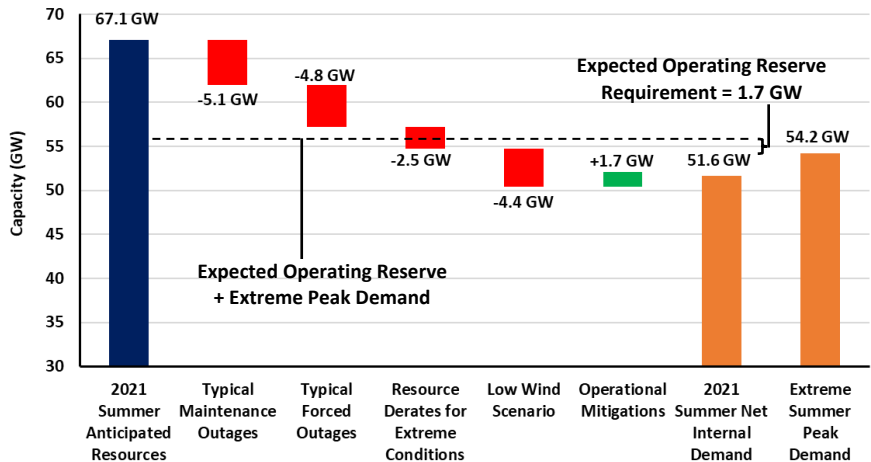 70
65
60
55
50
45
40
35
30
Capacity (GW)
67.1 GW
-5.1 GW
-4.8 GW
-2.5 GW
-4.4 GW
+1.7 GW
51.6 GW
54.2 GW
Expected Operating Reserve
Requirement = 1.7 GW
Expected Operating Reserve
+ Extreme Peak Demand
2021
Summer
Anticipated
Resources
Typical
Maintenance
Outages
Typical
Forced
Outages
Resource
Derates for
Extreme
Conditions
Low Wind
Scenario
Operational
Mitigations
2021
Summer Net
Internal
Demand
Extreme
Summer
Peak
Demand